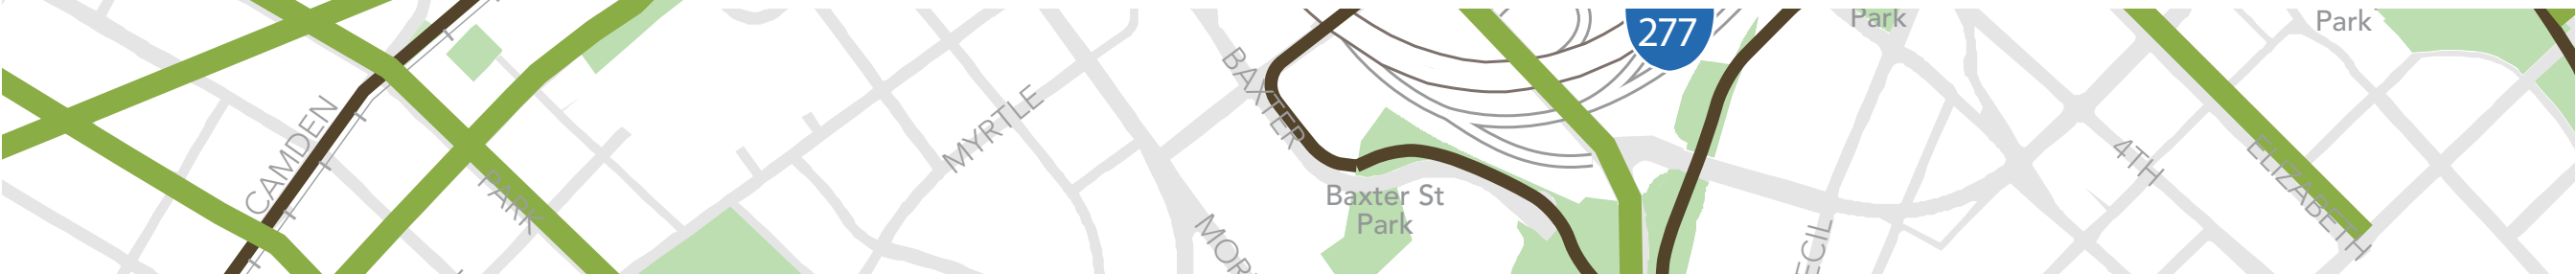 CAMDEN
PARK
MYRTLE
BAXTER
Baxter St
Park
277
Park
4TH
ELIZABETH
Park